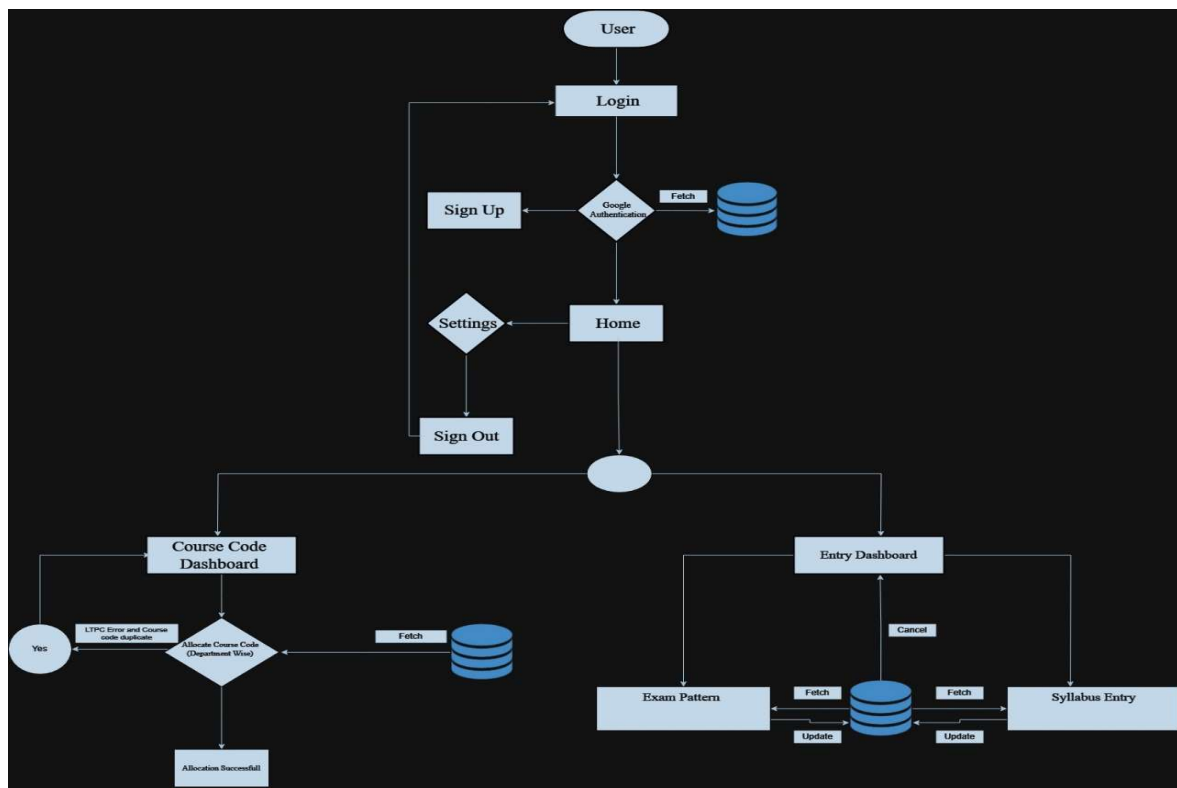 User
Login
Google
Authentication
Fetch
Sign Up
Settings
Home
Sign Out
Course Code
Dashboard
Entry Dashboard
LTPC Error and Course
code duplicate
Yes
Allocate Course Code
(Department Wise)
Fetch
Cancel
Exam Pattern
Fetch
Fetch
Syllabus Entry
Update
Update
Allocation Successfull